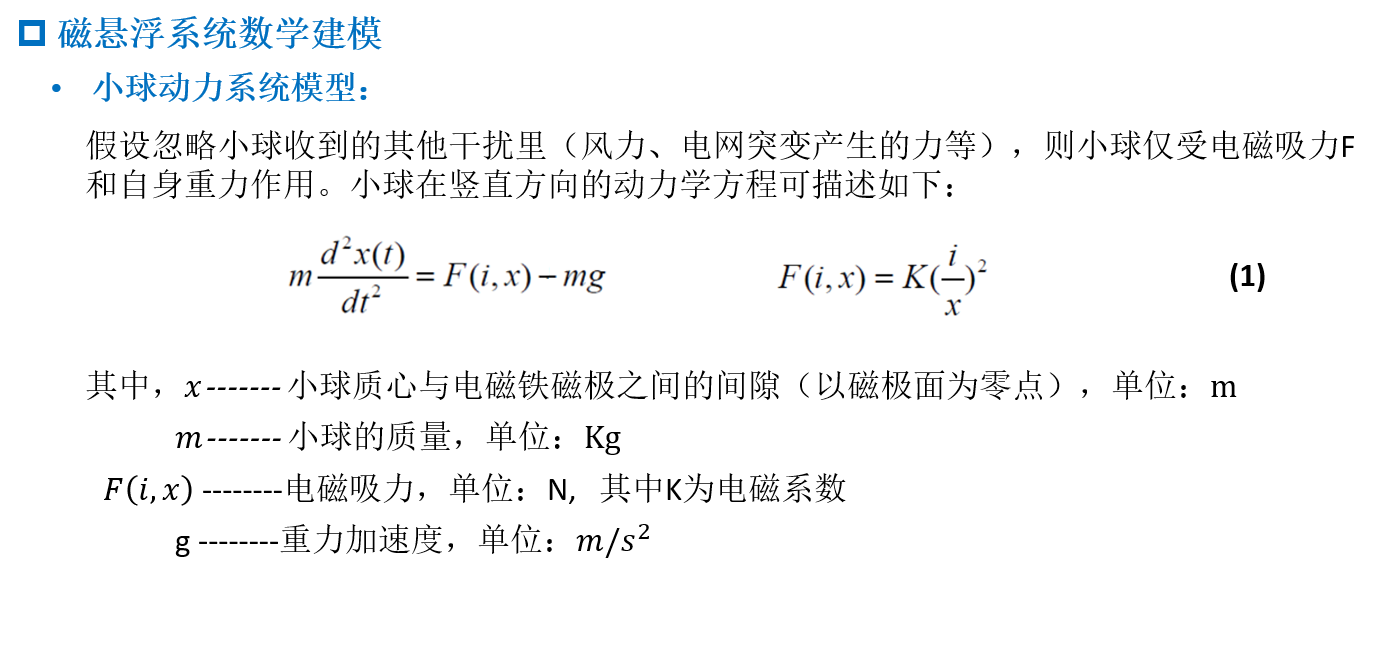 磁悬浮系统数学建模
• 小球动力系统模型：
假设忽略小球收到的其他干扰里（风力、电网突变产生的力等），则小球仅受电磁吸力F
和自身重力作用。小球在竖直方向的动力学方程可描述如下：
m d²x(t)/dt² = F(i,x) − mg F(i,x) = K(i/x)² (1)
其中，x ------- 小球质心与电磁铁磁极之间的间隙（以磁极面为零点），单位：m
m ------- 小球的质量，单位：Kg
F(i,x) --------电磁吸力，单位：N, 其中K为电磁系数
g --------重力加速度，单位：m/s²